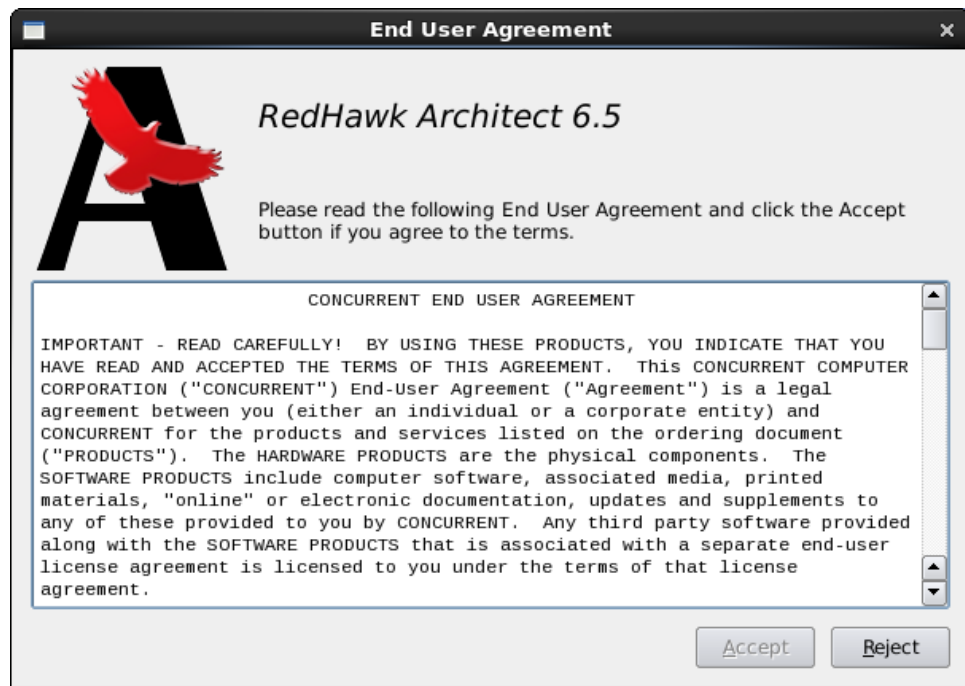 End User Agreement
RedHawk Architect 6.5
Please read the following End User Agreement and click the Accept
button if you agree to the terms.
CONCURRENT END USER AGREEMENT
IMPORTANT - READ CAREFULLY!  BY USING THESE PRODUCTS, YOU INDICATE THAT YOU
HAVE READ AND ACCEPTED THE TERMS OF THIS AGREEMENT.  This CONCURRENT COMPUTER
CORPORATION ("CONCURRENT") End-User Agreement ("Agreement") is a legal
agreement between you (either an individual or a corporate entity) and
CONCURRENT for the products and services listed on the ordering document
("PRODUCTS").  The HARDWARE PRODUCTS are the physical components.  The
SOFTWARE PRODUCTS include computer software, associated media, printed
materials, "online" or electronic documentation, updates and supplements to
any of these provided to you by CONCURRENT.  Any third party software provided
along with the SOFTWARE PRODUCTS that is associated with a separate end-user
license agreement is licensed to you under the terms of that license
agreement.
Accept
Reject